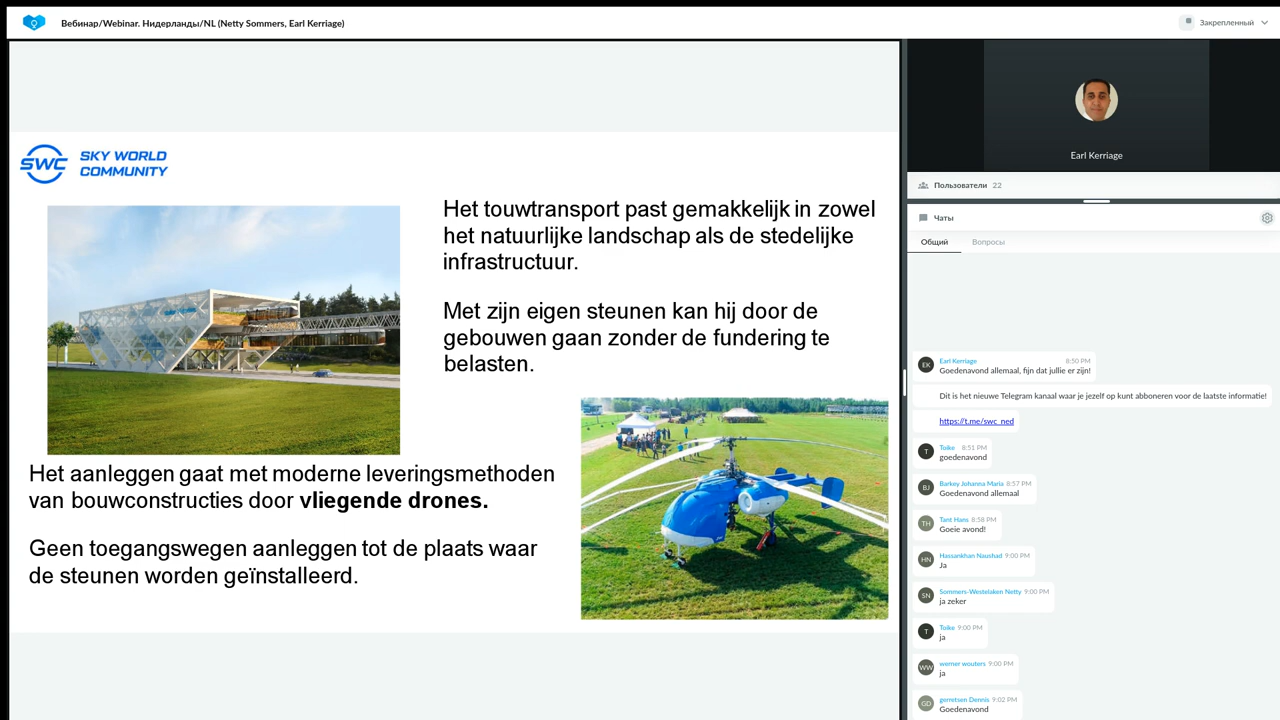 Вебинар/Webinar. Нидерланды/NL (Netty Sommers, Earl Kerriage)
Закрепленный
SWC SKY WORLD
COMMUNITY
Het touwtransport past gemakkelijk in zowel
het natuurlijke landschap als de stedelijke
infrastructuur.
Met zijn eigen steunen kan hij door de
gebouwen gaan zonder de fundering te
belasten.
Het aanleggen gaat met moderne leveringsmethoden
van bouwconstructies door vliegende drones.
Geen toegangswegen aanleggen tot de plaats waar
de steunen worden geïnstalleerd.
Earl Kerriage
Пользователи 22
Чаты
Общий Вопросы
EK Earl Kerriage 8:50 PM
Goedenavond allemaal, fijn dat jullie er zijn!
Dit is het nieuwe Telegram kanaal waar je jezelf op kunt abboneren voor de laatste informatie!
https://t.me/swc_ned
T Toike 8:51 PM
goedenavond
BJ Barkey Johanna Maria 8:57 PM
Goedenavond allemaal
TH Tant Hans 8:58 PM
Goeie avond!
HN Hassankhan Naushad 9:00 PM
Ja
SN Sommers-Westelaken Netty 9:00 PM
ja zeker
T Toike 9:00 PM
ja
WW werner wouters 9:00 PM
ja
GD gerretsen Dennis 9:02 PM
Goedenavond